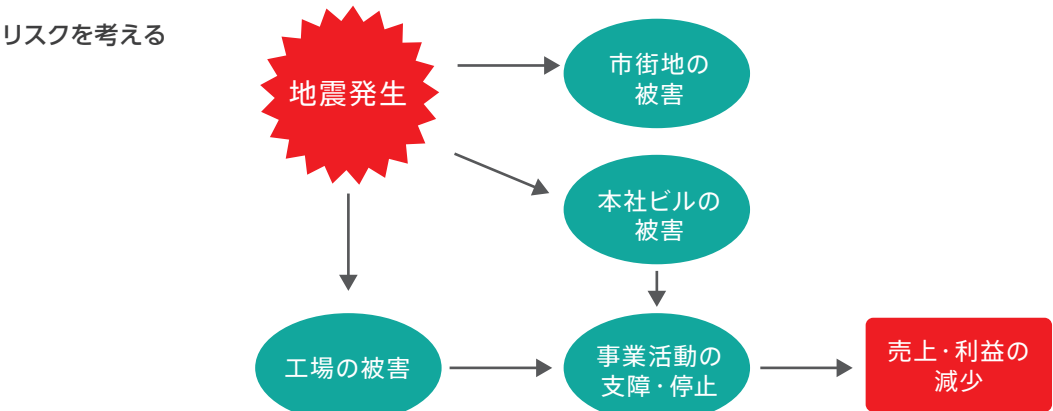 リスクを考える
地震発生
市街地の
被害
本社ビルの
被害
工場の被害
事業活動の
支障・停止
売上・利益の
減少